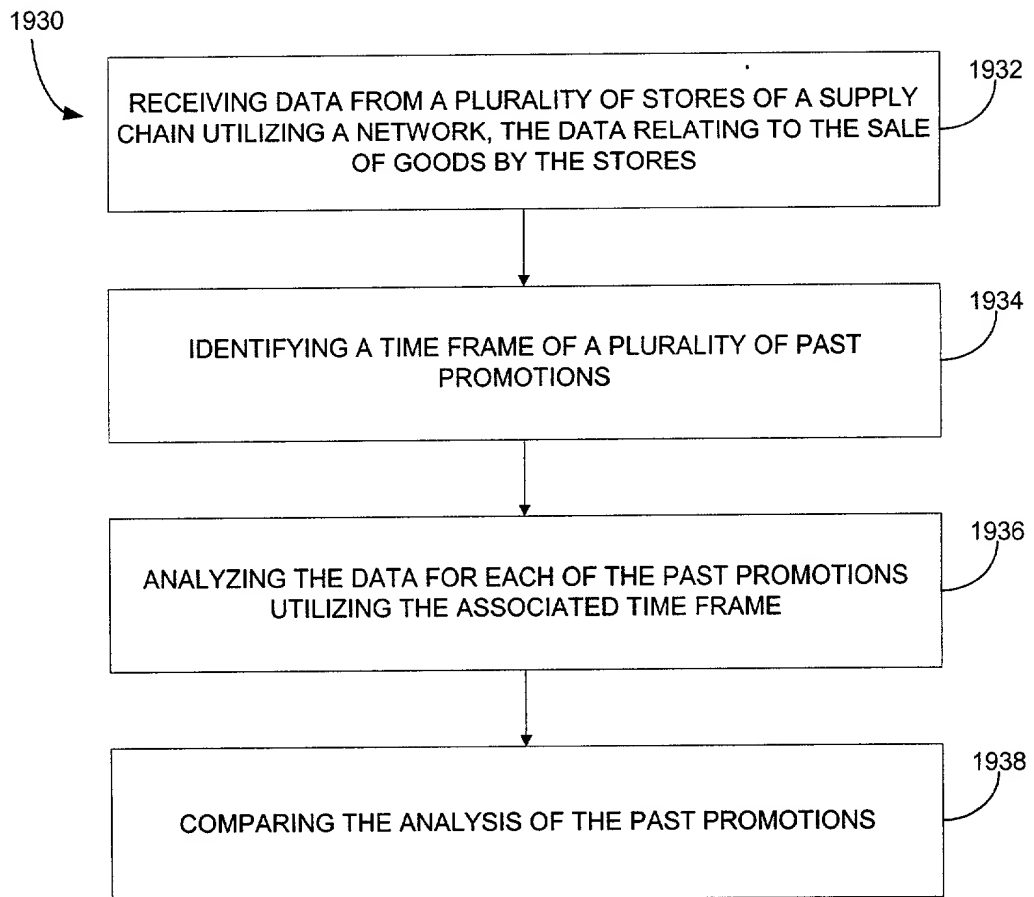 1930
1932
RECEIVING DATA FROM A PLURALITY OF STORES OF A SUPPLY
CHAIN UTILIZING A NETWORK, THE DATA RELATING TO THE SALE
OF GOODS BY THE STORES
1934
IDENTIFYING A TIME FRAME OF A PLURALITY OF PAST
PROMOTIONS
1936
ANALYZING THE DATA FOR EACH OF THE PAST PROMOTIONS
UTILIZING THE ASSOCIATED TIME FRAME
1938
COMPARING THE ANALYSIS OF THE PAST PROMOTIONS